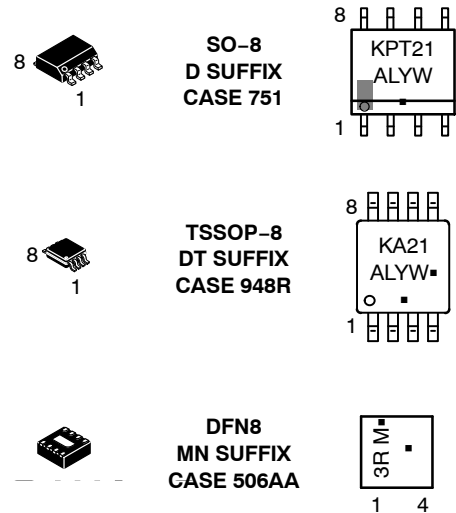 8
1
SO−8
D SUFFIX
CASE 751
8
KPT21
ALYW
1
8
1
TSSOP−8
DT SUFFIX
CASE 948R
8
KA21
ALYW▪
1
DFN8
MN SUFFIX
CASE 506AA
3R M▪
1 4